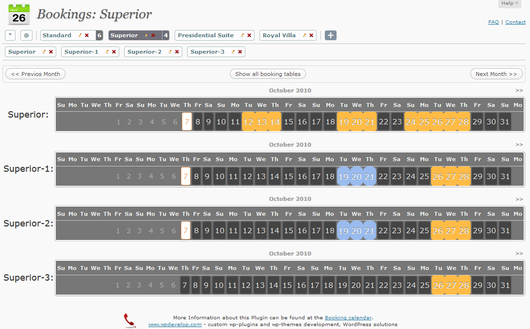 Help
Bookings: Superior
FAQ | Contact
Standard 6 Superior 4 Presidential Suite Royal Villa
Superior Superior-1 Superior-2 Superior-3
<< Previos Month Show all booking tables Next Month >>
October 2010 >>
Su Mo Tu We Th Fr Sa Su Mo Tu We Th Fr Sa Su Mo Tu We Th Fr Sa Su Mo Tu We Th Fr Sa Su Mo Tu We Th Fr Sa Su Mo
Superior: 1 2 3 4 5 6 7 8 9 10 11 12 13 14 15 16 17 18 19 20 21 22 23 24 25 26 27 28 29 30 31
October 2010 >>
Su Mo Tu We Th Fr Sa Su Mo Tu We Th Fr Sa Su Mo Tu We Th Fr Sa Su Mo Tu We Th Fr Sa Su Mo Tu We Th Fr Sa Su Mo
Superior-1: 1 2 3 4 5 6 7 8 9 10 11 12 13 14 15 16 17 18 19 20 21 22 23 24 25 26 27 28 29 30 31
October 2010 >>
Su Mo Tu We Th Fr Sa Su Mo Tu We Th Fr Sa Su Mo Tu We Th Fr Sa Su Mo Tu We Th Fr Sa Su Mo Tu We Th Fr Sa Su Mo
Superior-2: 1 2 3 4 5 6 7 8 9 10 11 12 13 14 15 16 17 18 19 20 21 22 23 24 25 26 27 28 29 30 31
October 2010 >>
Su Mo Tu We Th Fr Sa Su Mo Tu We Th Fr Sa Su Mo Tu We Th Fr Sa Su Mo Tu We Th Fr Sa Su Mo Tu We Th Fr Sa Su Mo
Superior-3: 1 2 3 4 5 6 7 8 9 10 11 12 13 14 15 16 17 18 19 20 21 22 23 24 25 26 27 28 29 30 31
More Information about this Plugin can be found at the Booking calendar.
www.wpdevelop.com - custom wp-plugins and wp-themes development, WordPress solutions